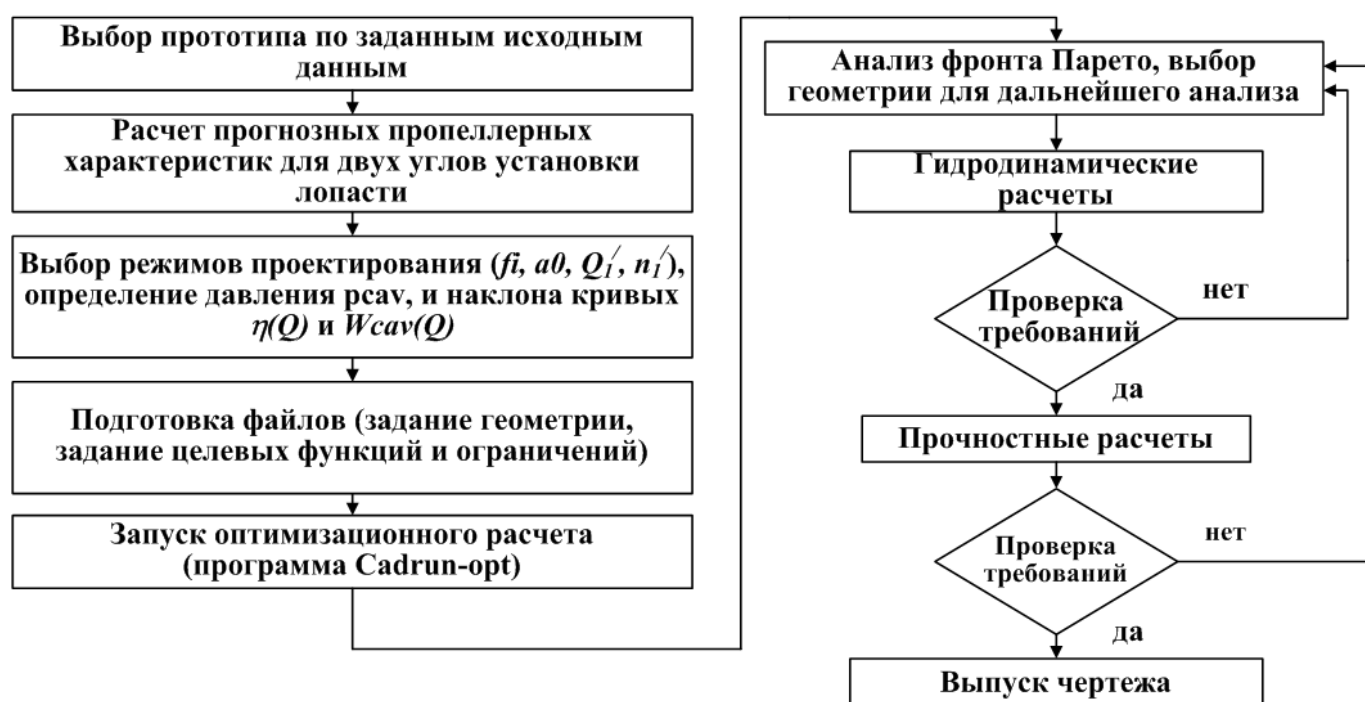 Выбор прототипа по заданным исходным
данным
Расчет прогнозных пропеллерных
характеристик для двух углов установки
лопасти
Выбор режимов проектирования (fi, a0, Q₁′, n₁′),
определение давления pcav, и наклона кривых
η(Q) и Wcav(Q)
Подготовка файлов (задание геометрии,
задание целевых функций и ограничений)
Запуск оптимизационного расчета
(программа Cadrun-opt)
Анализ фронта Парето, выбор
геометрии для дальнейшего анализа
Гидродинамические
расчеты
Проверка
требований
нет
да
Прочностные расчеты
Проверка
требований
нет
да
Выпуск чертежа